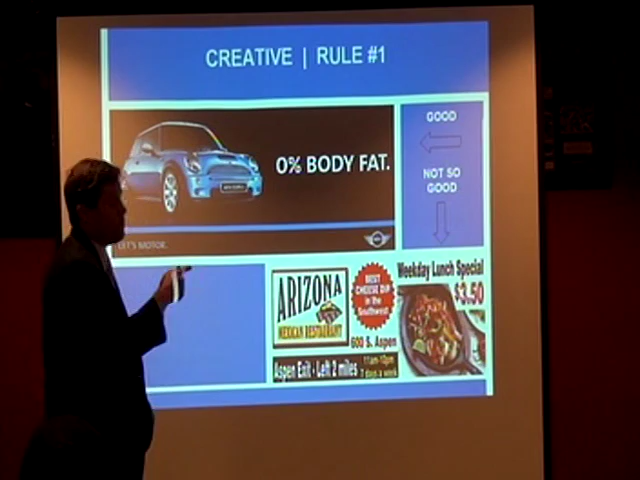 CREATIVE | RULE #1
0% BODY FAT.
LET'S MOTOR.
GOOD
NOT SO
GOOD
ARIZONA
MEXICAN RESTAURANT
BEST
CHEESE DIP
in the
Southwest
600 S. Aspen
Aspen Exit · Left 2 miles
11am-10pm
7 days a week
Weekday Lunch Special
$3.50